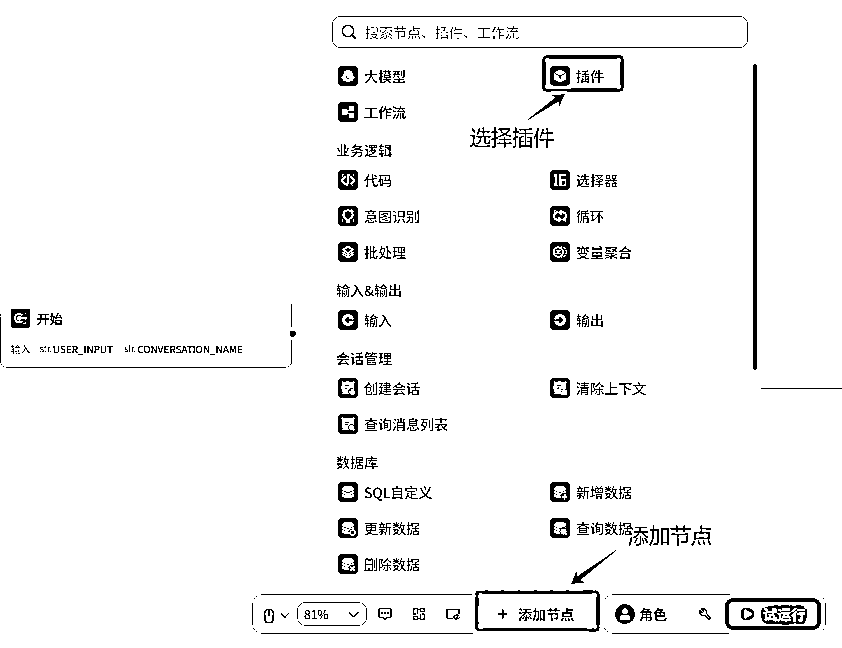 搜索节点、插件、工作流
大模型
插件
工作流
选择插件
业务逻辑
代码
选择器
意图识别
循环
批处理
变量聚合
输入&输出
开始
输入
输出
输入 str.USER_INPUT str.CONVERSATION_NAME
会话管理
创建会话
清除上下文
查询消息列表
数据库
SQL自定义
新增数据
更新数据
查询数据
添加节点
删除数据
81%
+ 添加节点
角色
试运行